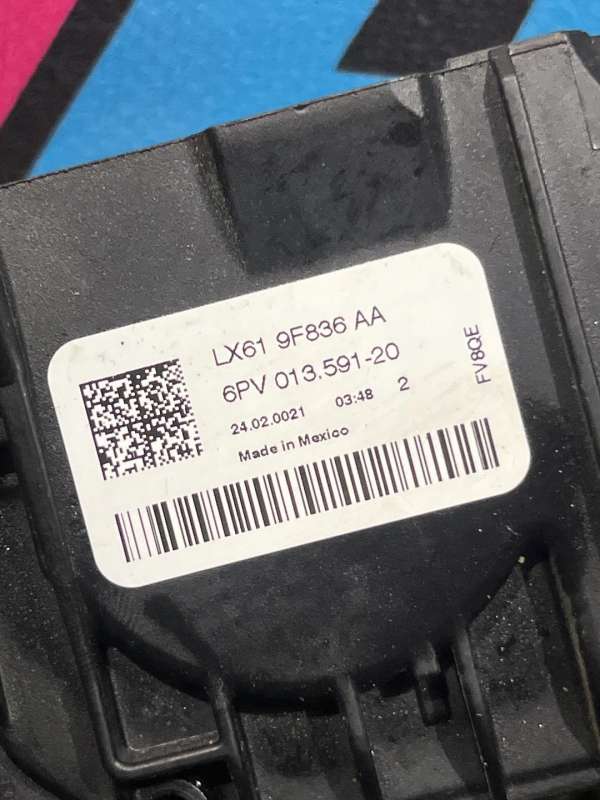 LX61 9F836 AA
6PV 013.591-20
24.02.0021 03:48 2
Made in Mexico
FV8QE